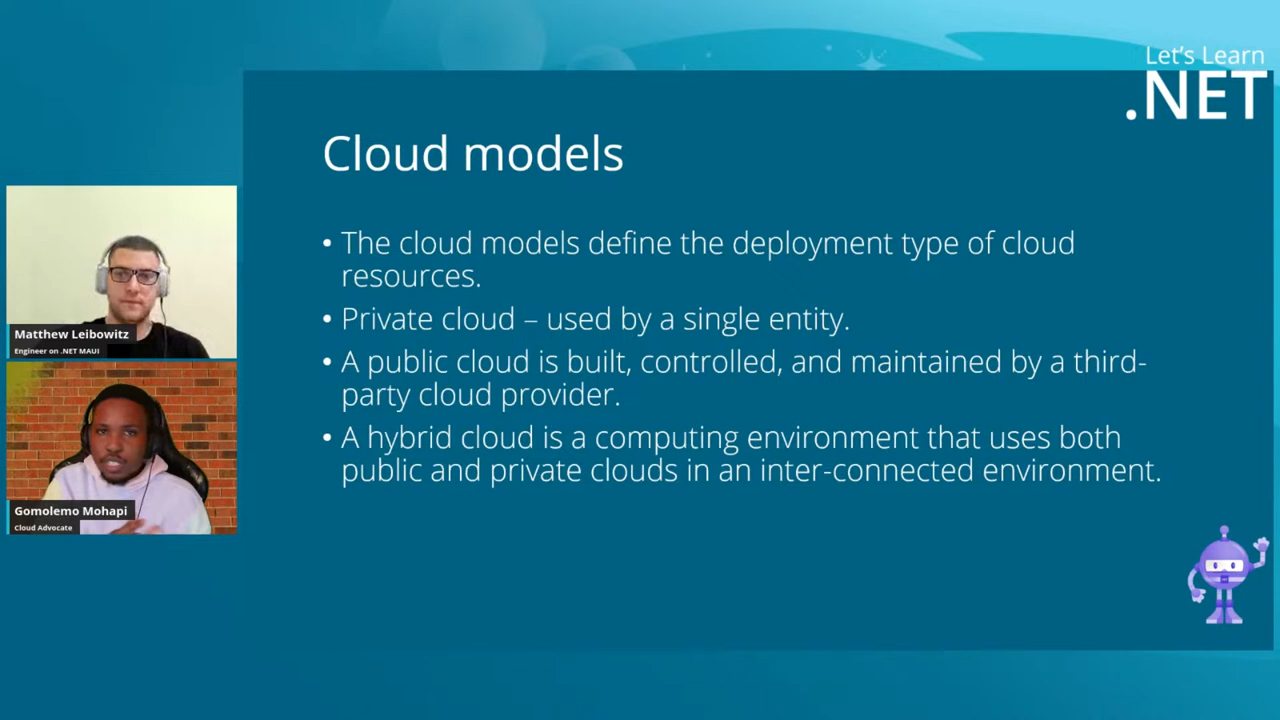 Let's Learn
.NET
Cloud models
• The cloud models define the deployment type of cloud
resources.
• Private cloud – used by a single entity.
• A public cloud is built, controlled, and maintained by a third-
party cloud provider.
• A hybrid cloud is a computing environment that uses both
public and private clouds in an inter-connected environment.
Matthew Leibowitz
Engineer on .NET MAUI
Gomolemo Mohapi
Cloud Advocate